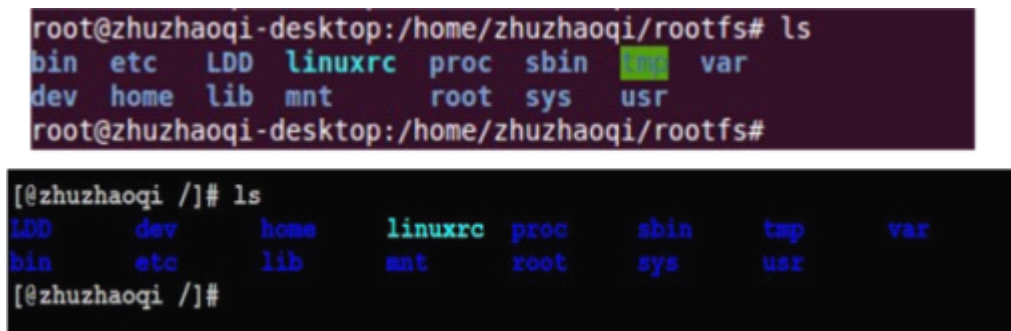 root@zhuzhaoqi-desktop:/home/zhuzhaoqi/rootfs# ls
bin etc LDD linuxrc proc sbin tmp var
dev home lib mnt root sys usr
root@zhuzhaoqi-desktop:/home/zhuzhaoqi/rootfs#
[@zhuzhaoqi /]# ls
LDD dev home linuxrc proc sbin tmp var
bin etc lib mnt root sys usr
[@zhuzhaoqi /]#